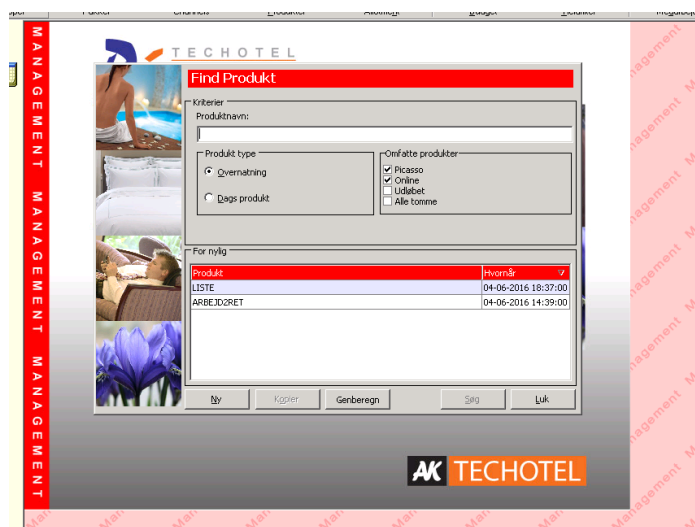 MANAGEMENT MANAGEMENT MANAGEMENT
TECHOTEL
Find Produkt
Kriterier
Produktnavn:
Produkt type
Overnatning
Dags produkt
Omfatte produkter
Picasso
Online
Udløbet
Alle tomme
For nylig
Produkt Hvornår
LISTE 04-06-2016 18:37:00
ARBEJD2RET 04-06-2016 14:39:00
Ny Kopier Genberegn Søg Luk
AK TECHOTEL